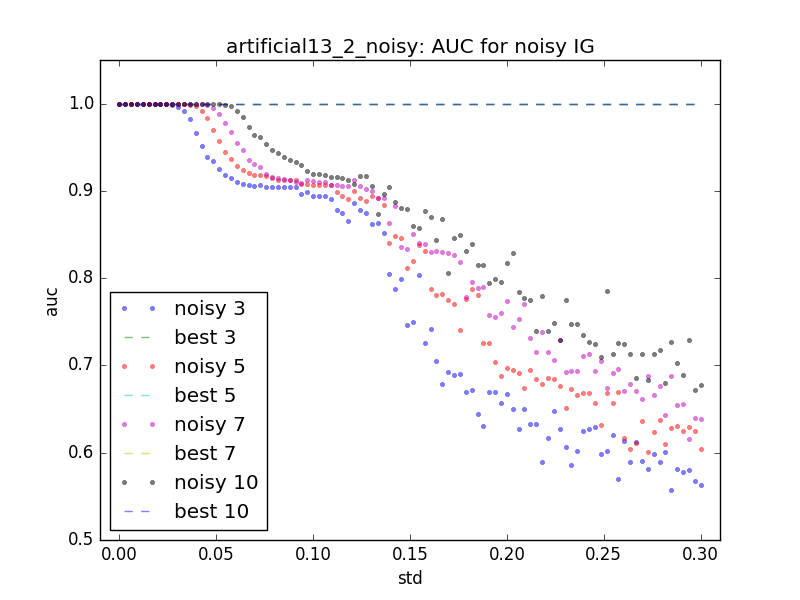 artificial13_2_noisy: AUC for noisy IG
auc
1.0
0.9
0.8
0.7
0.6
0.5
noisy 3
best 3
noisy 5
best 5
noisy 7
best 7
noisy 10
best 10
0.00 0.05 0.10 0.15 0.20 0.25 0.30
std